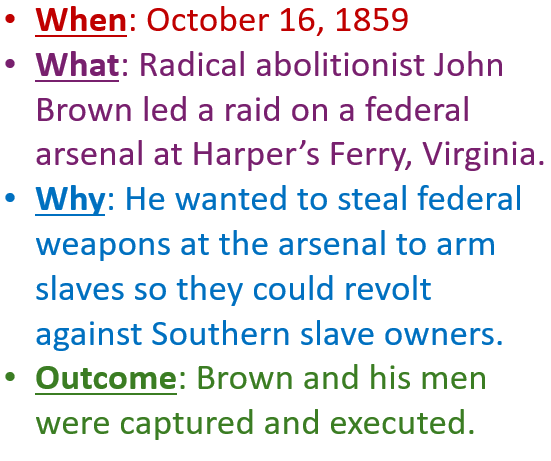 • When: October 16, 1859
• What: Radical abolitionist John
Brown led a raid on a federal
arsenal at Harper’s Ferry, Virginia.
• Why: He wanted to steal federal
weapons at the arsenal to arm
slaves so they could revolt
against Southern slave owners.
• Outcome: Brown and his men
were captured and executed.